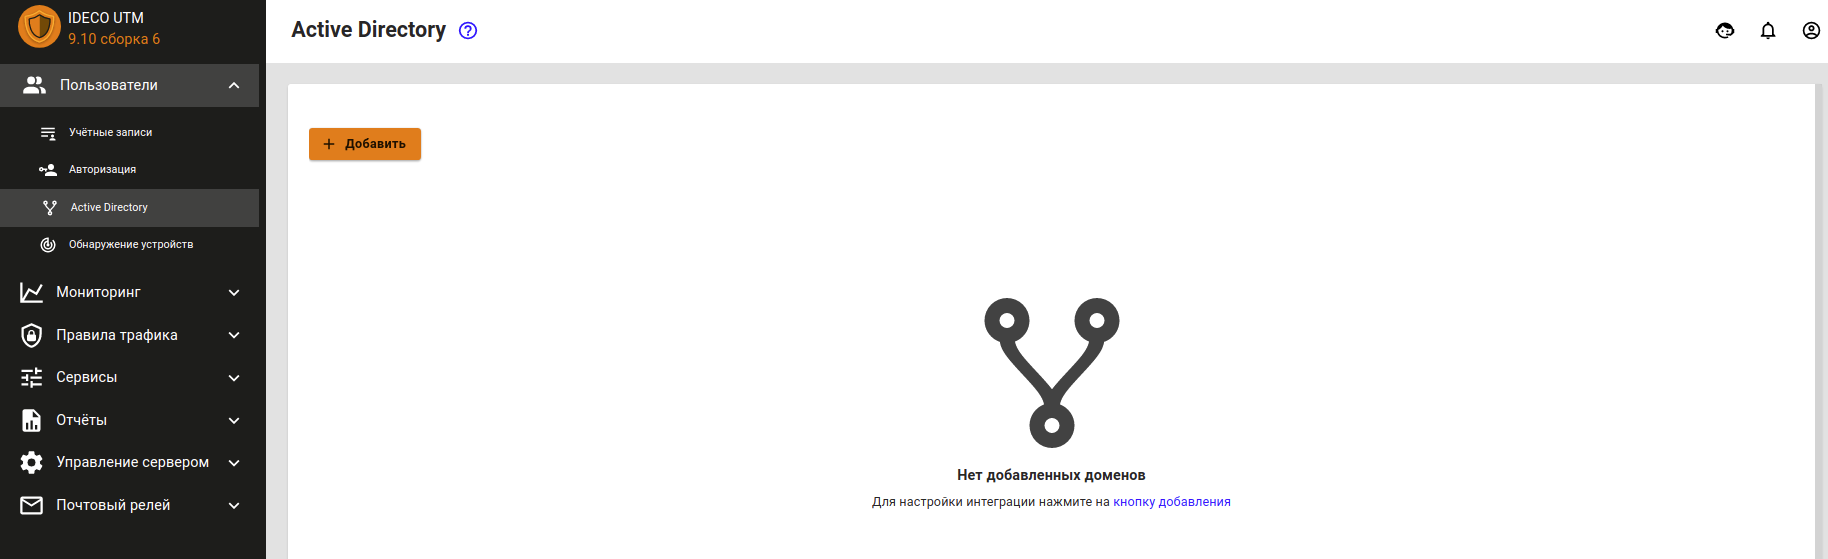 IDECO UTM
9.10 сборка 6
Пользователи
Учётные записи
Авторизация
Active Directory
Обнаружение устройств
Мониторинг
Правила трафика
Сервисы
Отчёты
Управление сервером
Почтовый релей
Active Directory
Добавить
Нет добавленных доменов
Для настройки интеграции нажмите на кнопку добавления